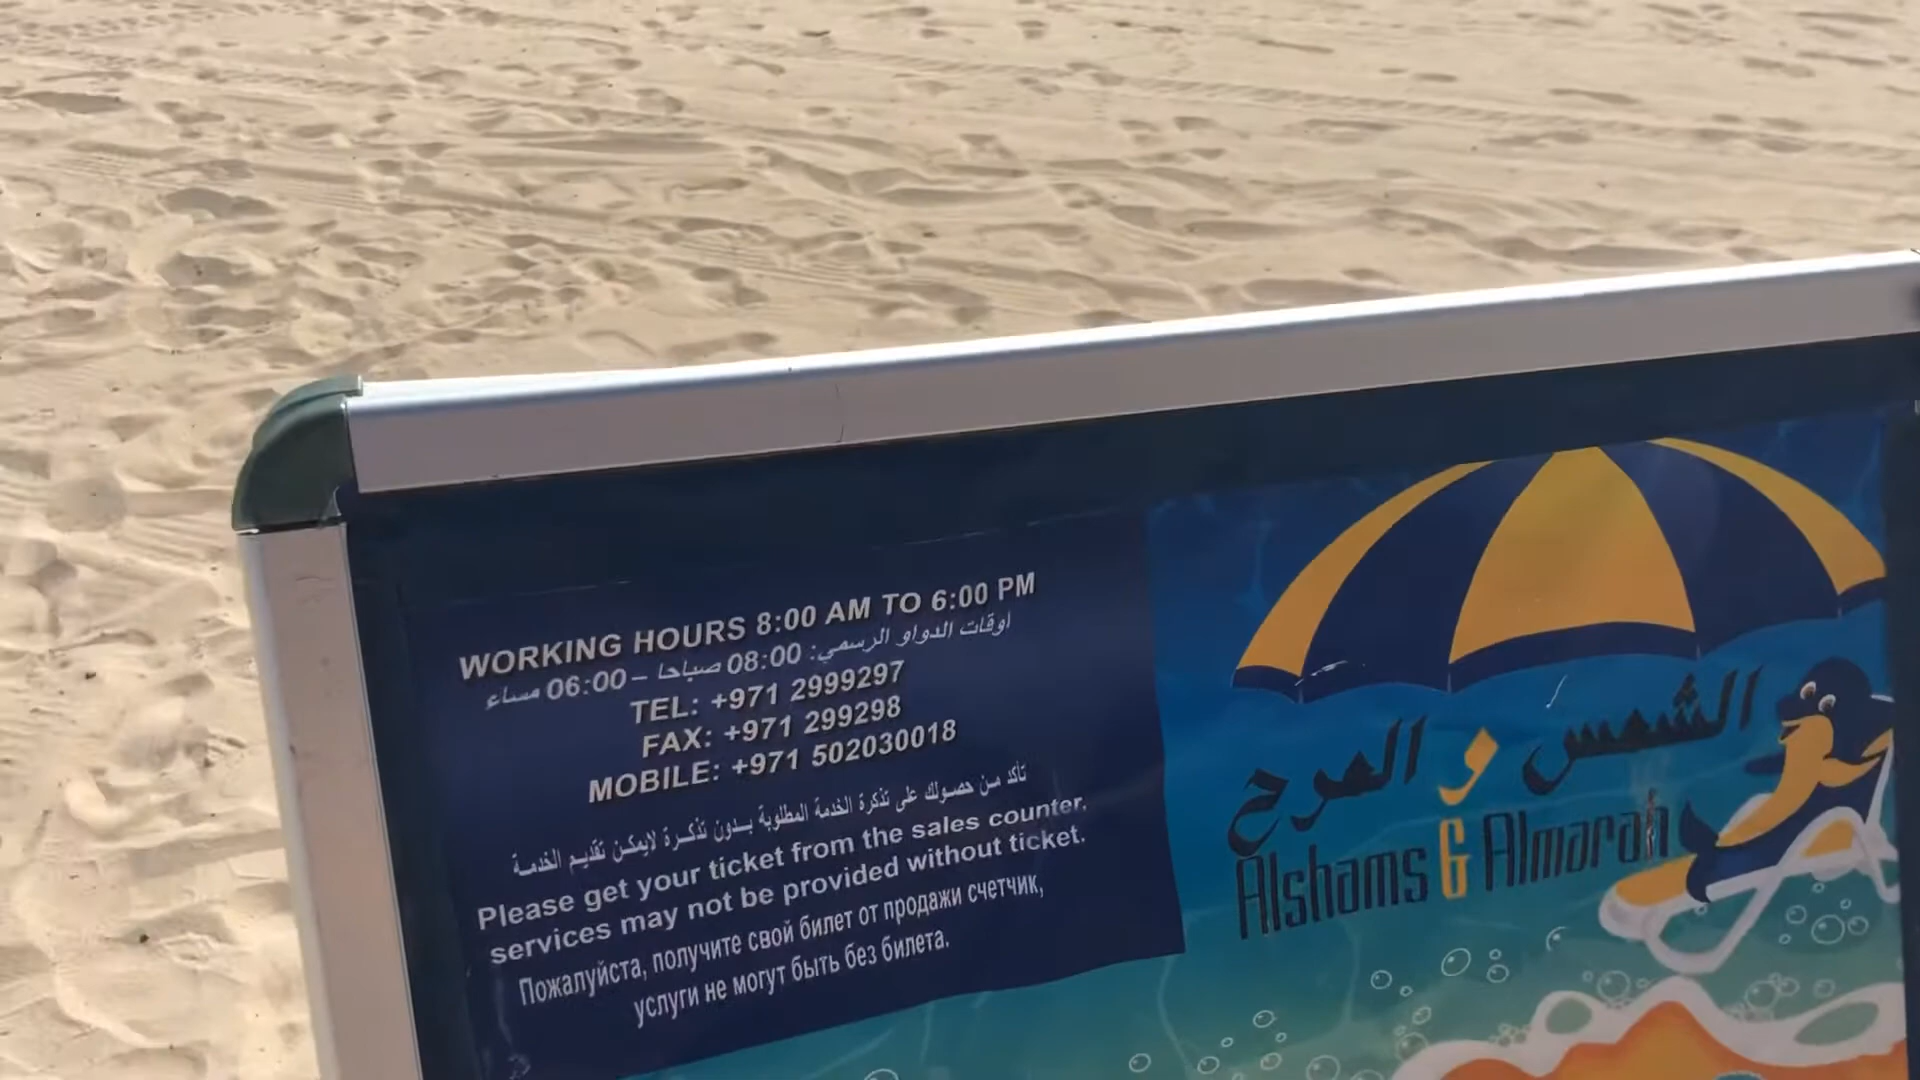 WORKING HOURS 8:00 AM TO 6:00 PM
أوقات الدواو الرسمي: 08:00 صباحا – 06:00 مساء
TEL: +971 2999297
FAX: +971 299298
MOBILE: +971 502030018
تأكد من حصولك على تذكرة الخدمة المطلوبة بدون تذكرة لايمكن تقديم الخدمة
Please get your ticket from the sales counter.
services may not be provided without ticket.
Пожалуйста, получите свой билет от продажи счетчик,
услуги не могут быть без билета.
الشمس و المرح
Alshams & Almarah